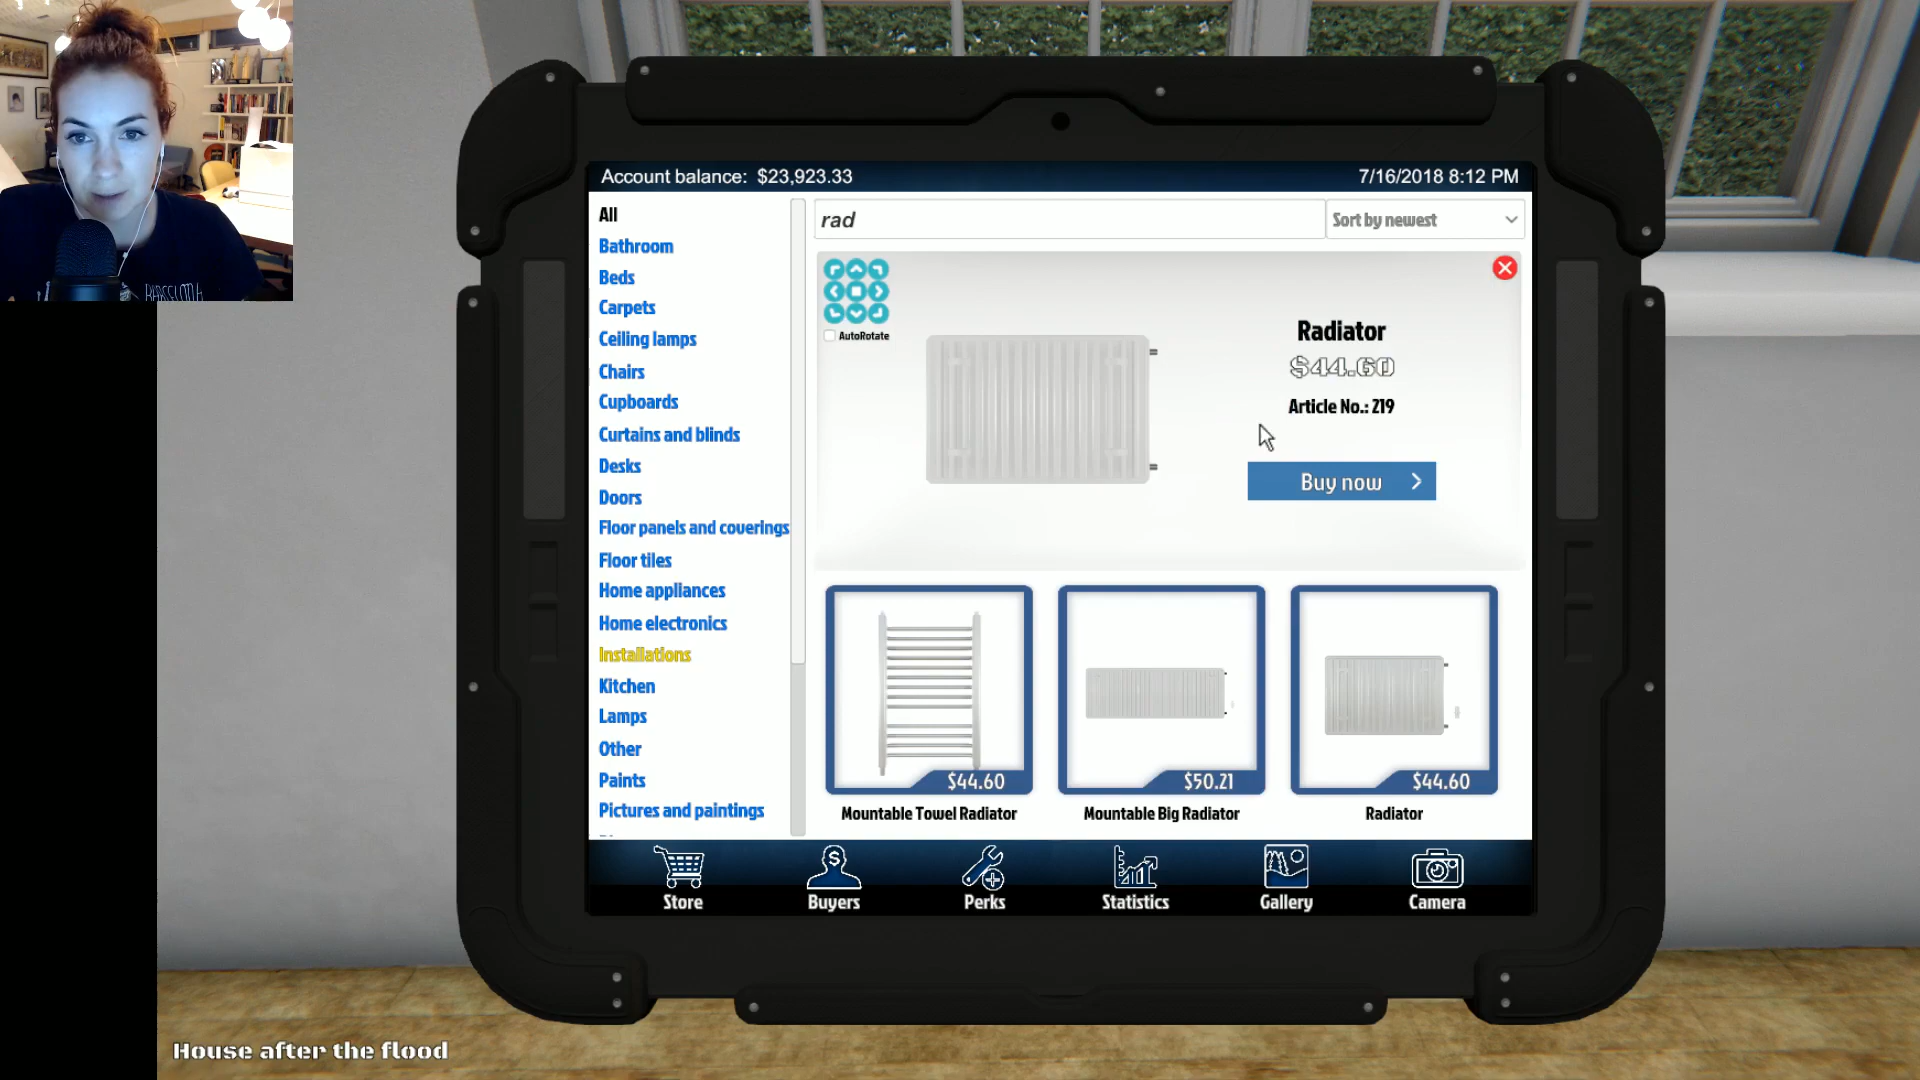 Account balance: $23,923.33
7/16/2018 8:12 PM
All
Bathroom
Beds
Carpets
Ceiling lamps
Chairs
Cupboards
Curtains and blinds
Desks
Doors
Floor panels and coverings
Floor tiles
Home appliances
Home electronics
Installations
Kitchen
Lamps
Other
Paints
Pictures and paintings
rad
Sort by newest
AutoRotate
Radiator
$44.60
Article No.: 219
Buy now
$44.60
Mountable Towel Radiator
$50.21
Mountable Big Radiator
$44.60
Radiator
Store
Buyers
Perks
Statistics
Gallery
Camera
House after the flood